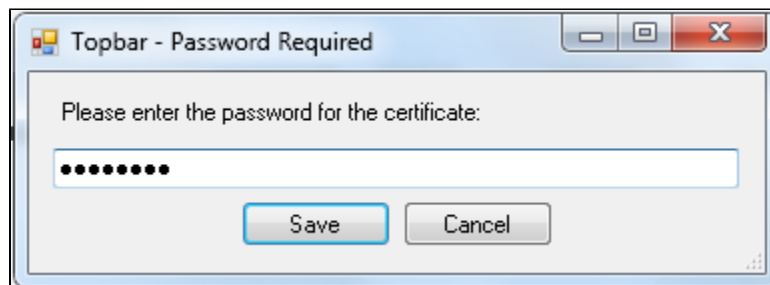 Topbar - Password Required
Please enter the password for the certificate:
●●●●●●●●
Save Cancel